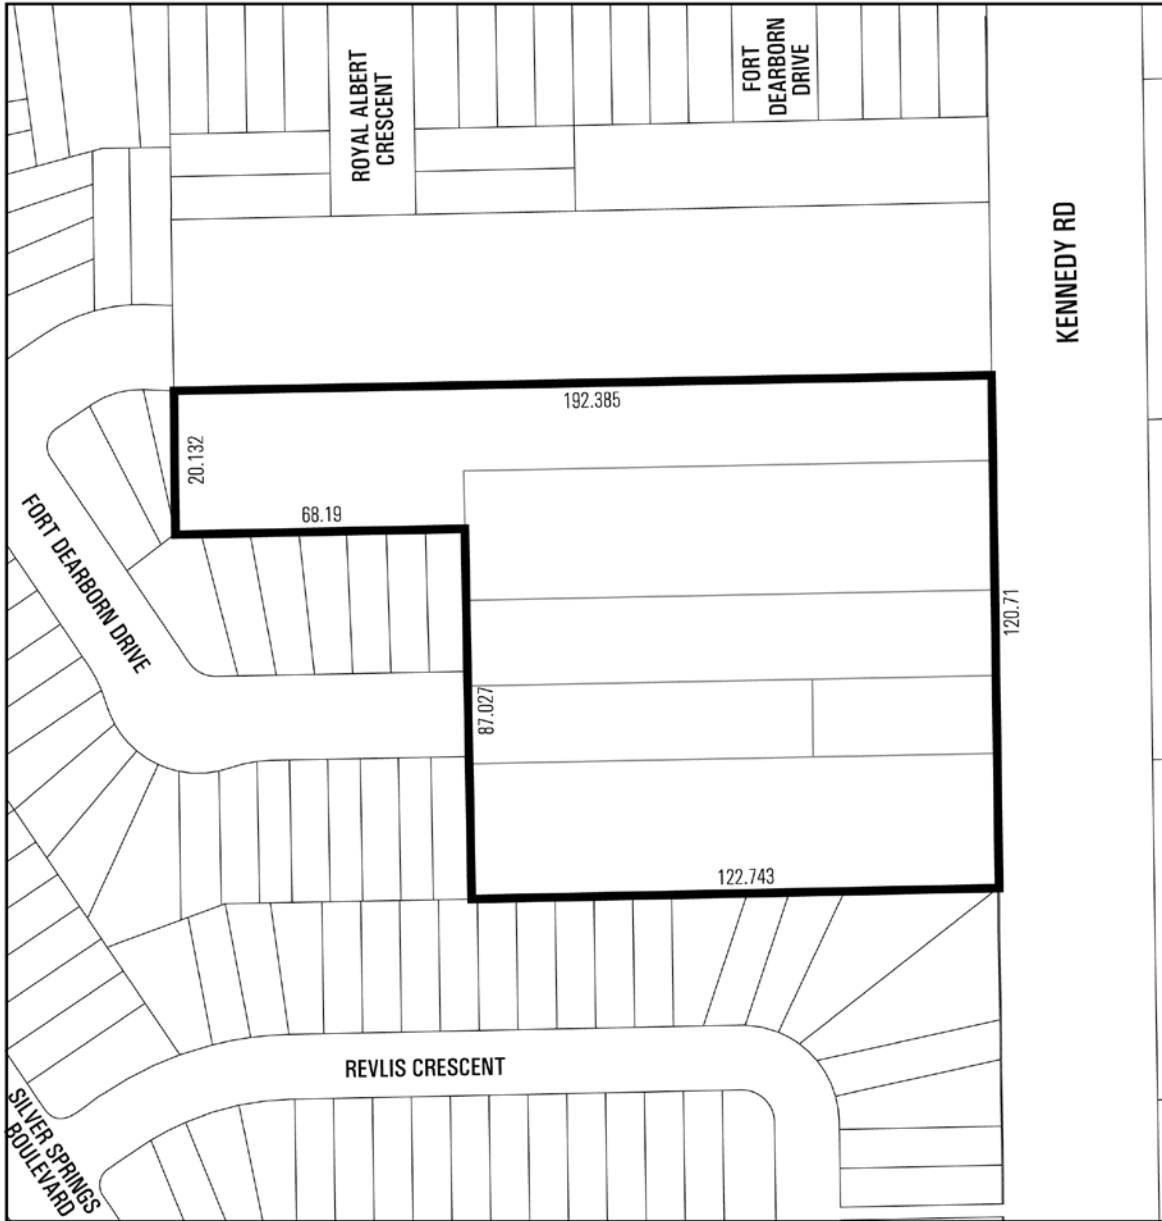 ROYAL ALBERT
CRESCENT
FORT
DEARBORN
DRIVE
KENNEDY RD
192.385
20.132
68.19
FORT DEARBORN DRIVE
120.71
87.027
122.743
REVLIS CRESCENT
SILVER SPRINGS
BOULEVARD